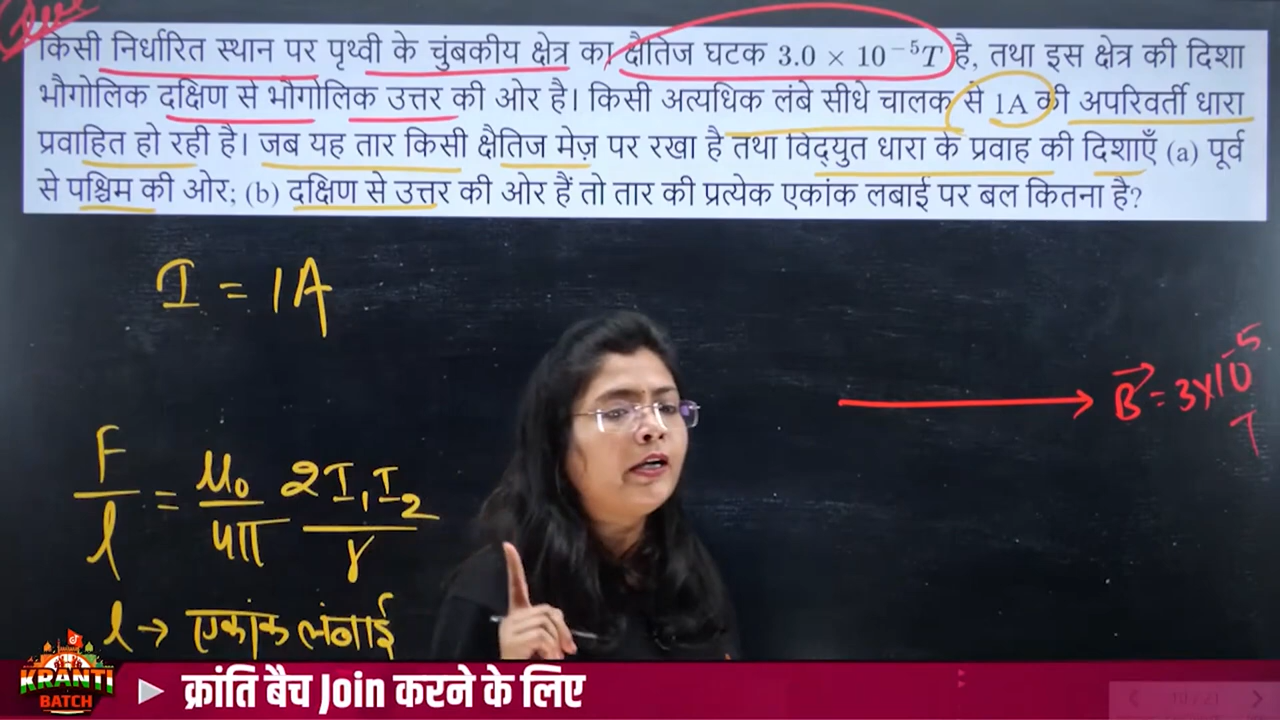 किसी निर्धारित स्थान पर पृथ्वी के चुंबकीय क्षेत्र का, क्षैतिज घटक 3.0 × 10⁻⁵T है, तथा इस क्षेत्र की दिशा
भौगोलिक दक्षिण से भौगोलिक उत्तर की ओर है। किसी अत्यधिक लंबे सीधे चालक से 1A की अपरिवर्ती धारा
प्रवाहित हो रही है। जब यह तार किसी क्षैतिज मेज़ पर रखा है तथा विद्युत धारा के प्रवाह की दिशाएँ (a) पूर्व
से पश्चिम की ओर; (b) दक्षिण से उत्तर की ओर हैं तो तार की प्रत्येक एकांक लबाई पर बल कितना है?
I = 1A
B⃗ = 3×10⁻⁵
T
F/l = μ₀/4π 2I₁I₂/r
l → एकांक लंबाई
KRANTI
BATCH
क्रांति बैच Join करने के लिए